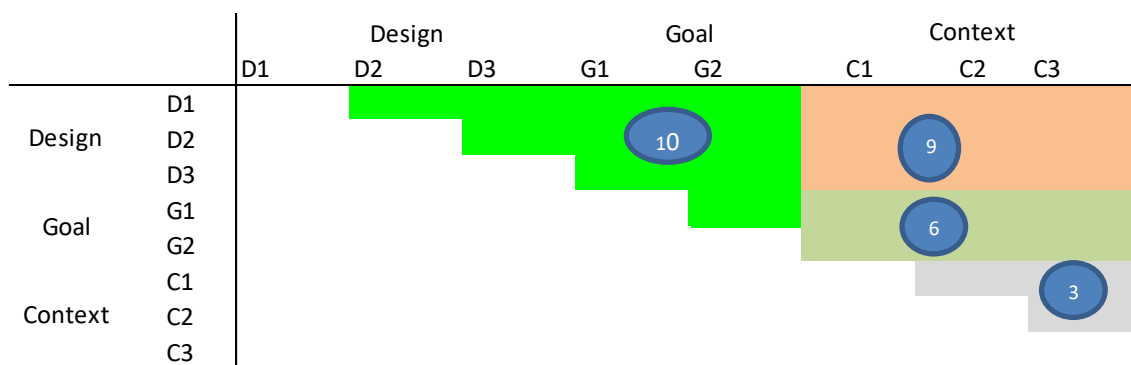 Design Goal Context
D1 D2 D3 G1 G2 C1 C2 C3
D1
Design D2
D3
Goal G1
G2
C1
Context C2
C3
10
9
6
3